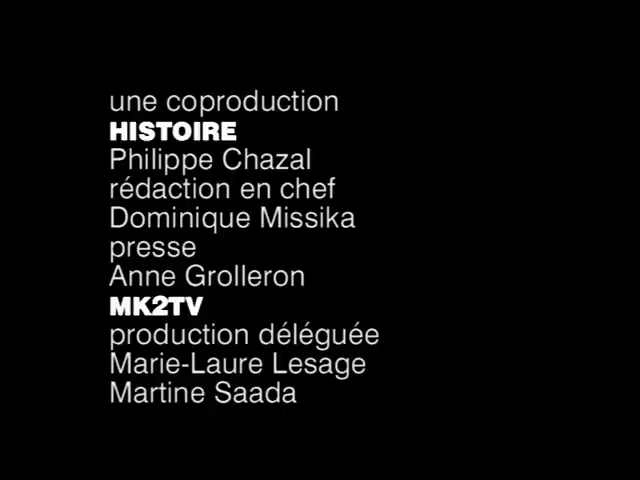 une coproduction
HISTOIRE
Philippe Chazal
rédaction en chef
Dominique Missika
presse
Anne Grolleron
MK2TV
production déléguée
Marie-Laure Lesage
Martine Saada